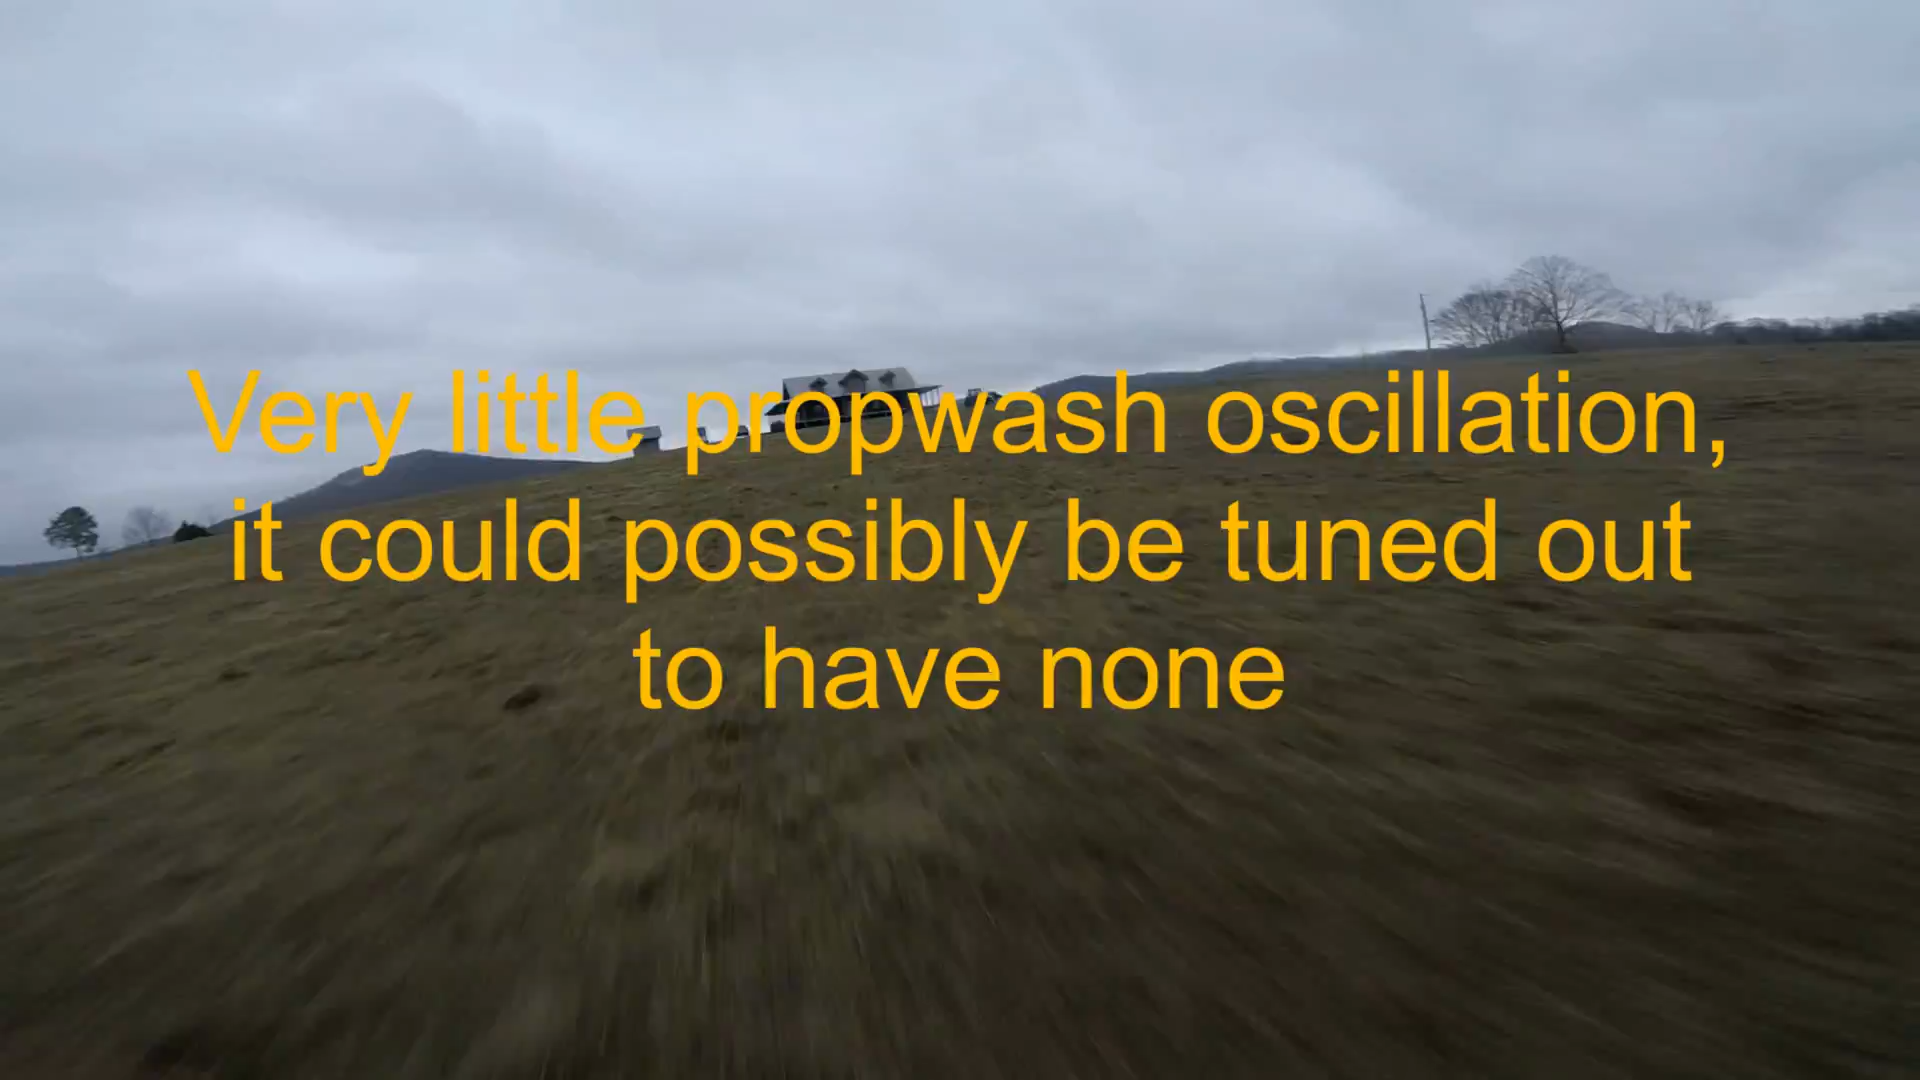 Very little propwash oscillation,
it could possibly be tuned out
to have none